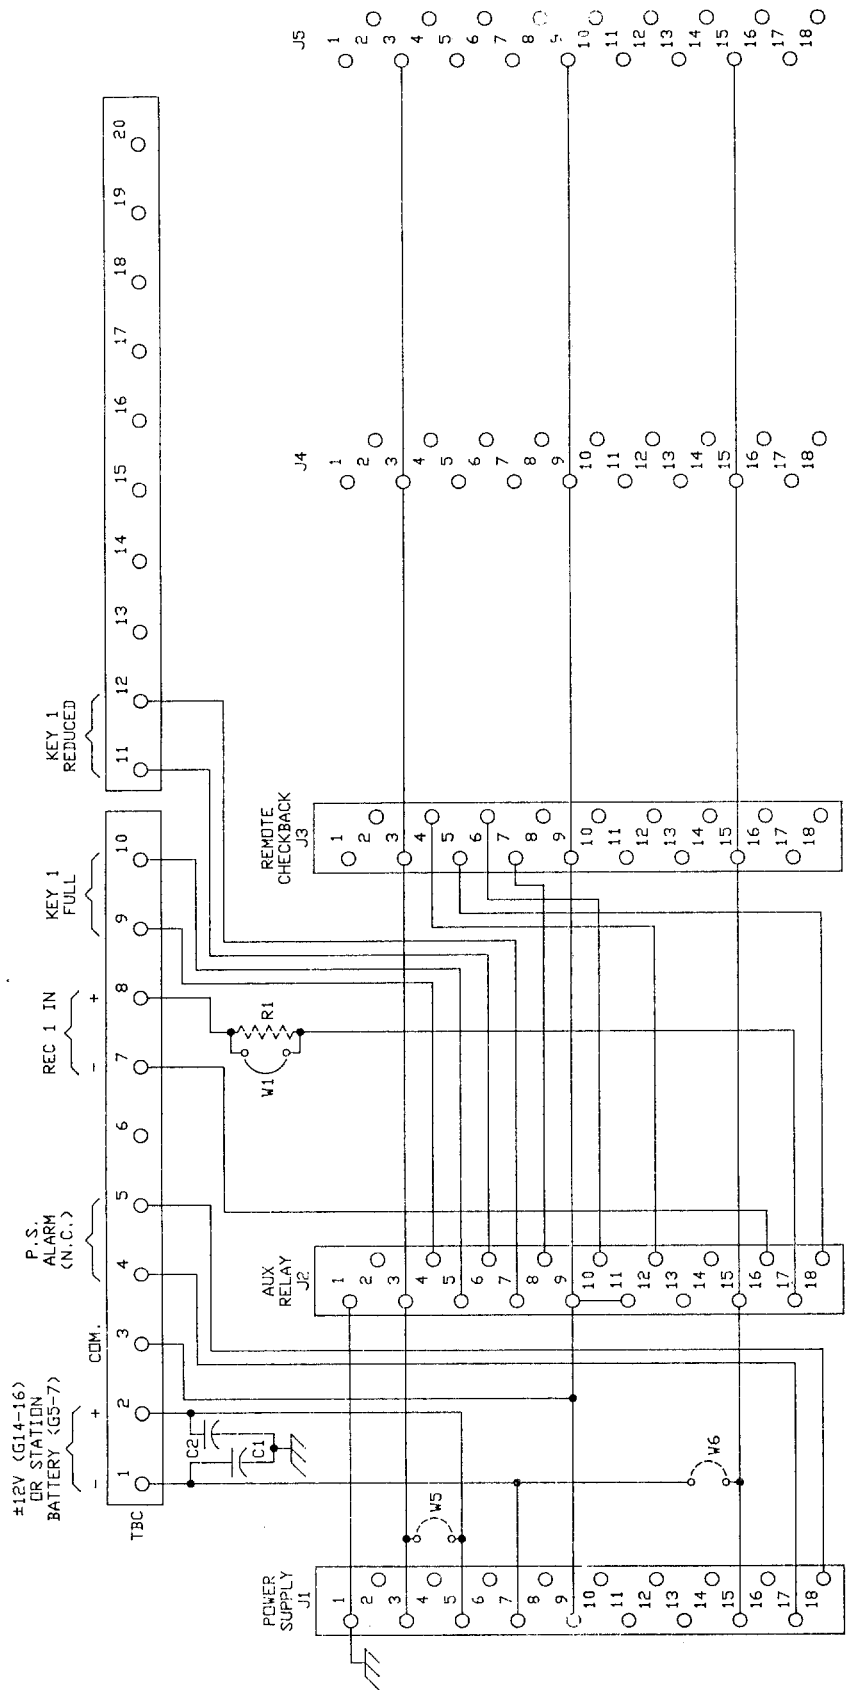 ±12V (G14-16)
OR STATION
BATTERY (G5-7)
- +
COM.
P.S.
ALARM
(N.C.)
REC 1 IN
- +
KEY 1
FULL
KEY 1
REDUCED
TBC
1 2 3 4 5 6 7 8 9 10
11 12 13 14 15 16 17 18 19 20
C2
C1
W1
R1
W5
W6
POWER
SUPPLY
J1
1 2 3 4 5 6 7 8 9 10 11 12 13 14 15 16 17 18
AUX
RELAY
J2
1 2 3 4 5 6 7 8 9 10 11 12 13 14 15 16 17 18
REMOTE
CHECKBACK
J3
1 2 3 4 5 6 7 8 9 10 11 12 13 14 15 16 17 18
J4
1 2 3 4 5 6 7 8 9 10 11 12 13 14 15 16 17 18
J5
1 2 3 4 5 6 7 8 9 10 11 12 13 14 15 16 17 18